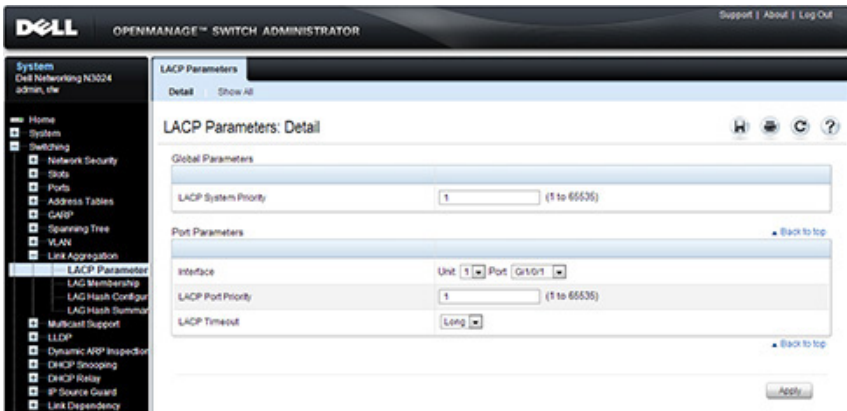 Support | About | Log Out
DELL OPENMANAGE™ SWITCH ADMINISTRATOR
System
Dell Networking N3024
admin, r/w
Home
System
Switching
Network Security
Slots
Ports
Address Tables
GARP
Spanning Tree
VLAN
Link Aggregation
LACP Parameter
LAG Membership
LAG Hash Configur
LAG Hash Summar
Multicast Support
LLDP
Dynamic ARP Inspection
DHCP Snooping
DHCP Relay
IP Source Guard
Link Dependency
LACP Parameters
Detail Show All
LACP Parameters: Detail
Global Parameters
LACP System Priority 1 (1 to 65535)
Port Parameters Back to top
Interface Unit 1 Port Gi1/0/1
LACP Port Priority 1 (1 to 65535)
LACP Timeout Long
Back to top
Apply